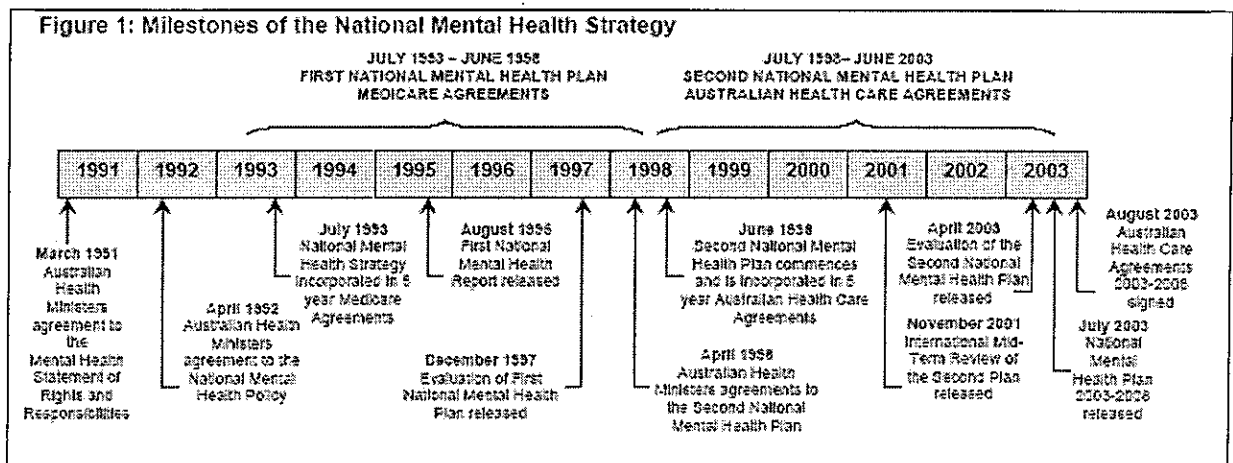 Figure 1: Milestones of the National Mental Health Strategy
JULY 1993 – JUNE 1998
FIRST NATIONAL MENTAL HEALTH PLAN
MEDICARE AGREEMENTS
JULY 1998– JUNE 2003
SECOND NATIONAL MENTAL HEALTH PLAN
AUSTRALIAN HEALTH CARE AGREEMENTS
1991 1992 1993 1994 1995 1996 1997 1998 1999 2000 2001 2002 2003
March 1991
Australian
Health
Ministers
agreement to
the
Mental Health
Statement of
Rights and
Responsibilities
April 1992
Australian Health
Ministers
agreement to the
National Mental
Health Policy
July 1993
National Mental
Health Strategy
incorporated in 5
year Medicare
Agreements
August 1995
First National
Mental Health
Report released
December 1997
Evaluation of First
National Mental Health
Plan released
April 1998
Australian Health
Ministers agreements to
the Second National
Mental Health Plan
June 1998
Second National Mental
Health Plan commences
and is incorporated in 5
year Australian Health Care
Agreements
November 2001
International Mid-
Term Review of
the Second Plan
released
April 2003
Evaluation of the
Second National
Mental Health Plan
released
July 2003
National
Mental
Health Plan
2003-2008
released
August 2003
Australian
Health Care
Agreements
2003-2008
signed